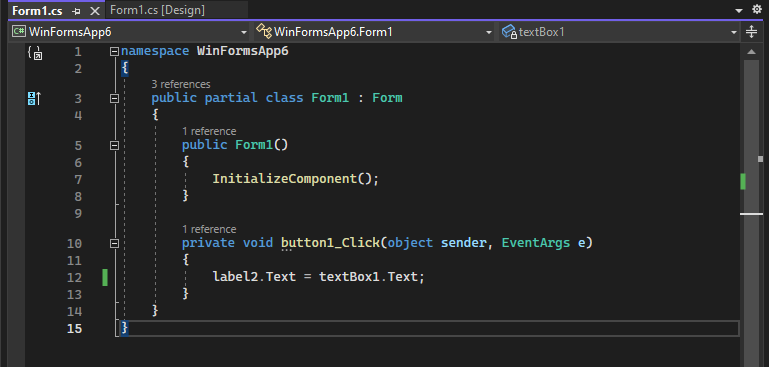 Form1.cs
Form1.cs [Design]
C# WinFormsApp6
WinFormsApp6.Form1
textBox1
1 namespace WinFormsApp6
2 {
3 references
3 public partial class Form1 : Form
4 {
1 reference
5 public Form1()
6 {
7 InitializeComponent();
8 }
9
1 reference
10 private void button1_Click(object sender, EventArgs e)
11 {
12 label2.Text = textBox1.Text;
13 }
14 }
15 }